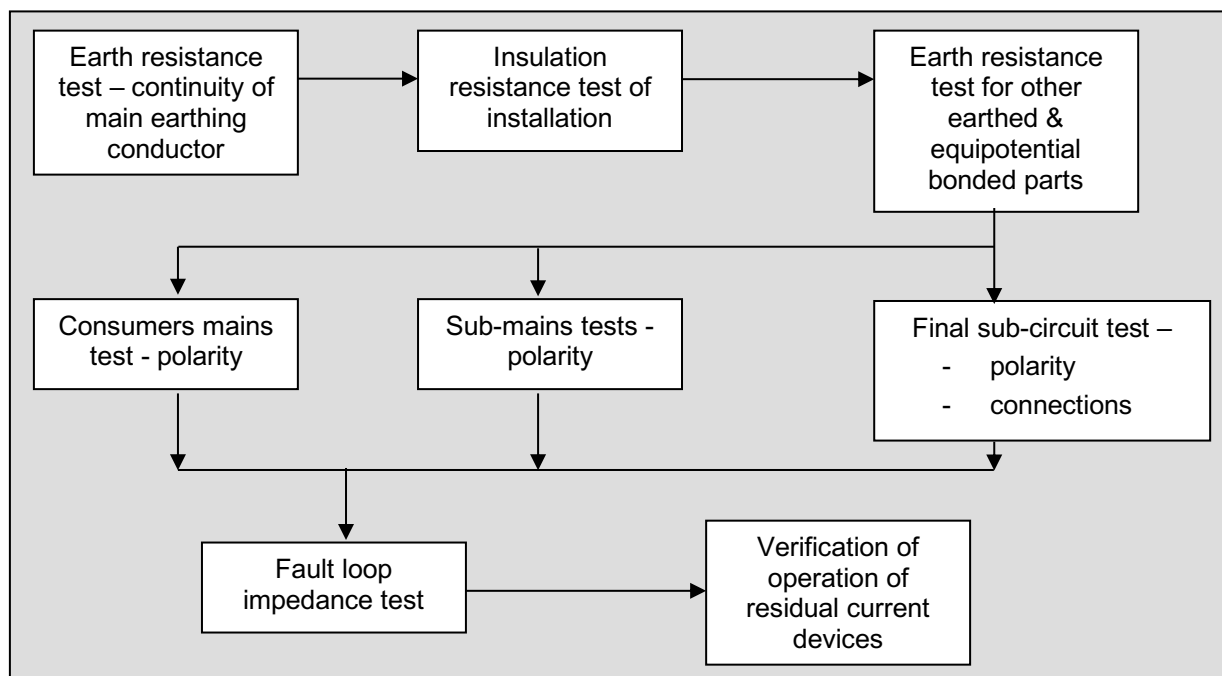 Earth resistance
test – continuity of
main earthing
conductor
Insulation
resistance test of
installation
Earth resistance
test for other
earthed &
equipotential
bonded parts
Consumers mains
test - polarity
Sub-mains tests -
polarity
Final sub-circuit test –
- polarity
- connections
Fault loop
impedance test
Verification of
operation of
residual current
devices